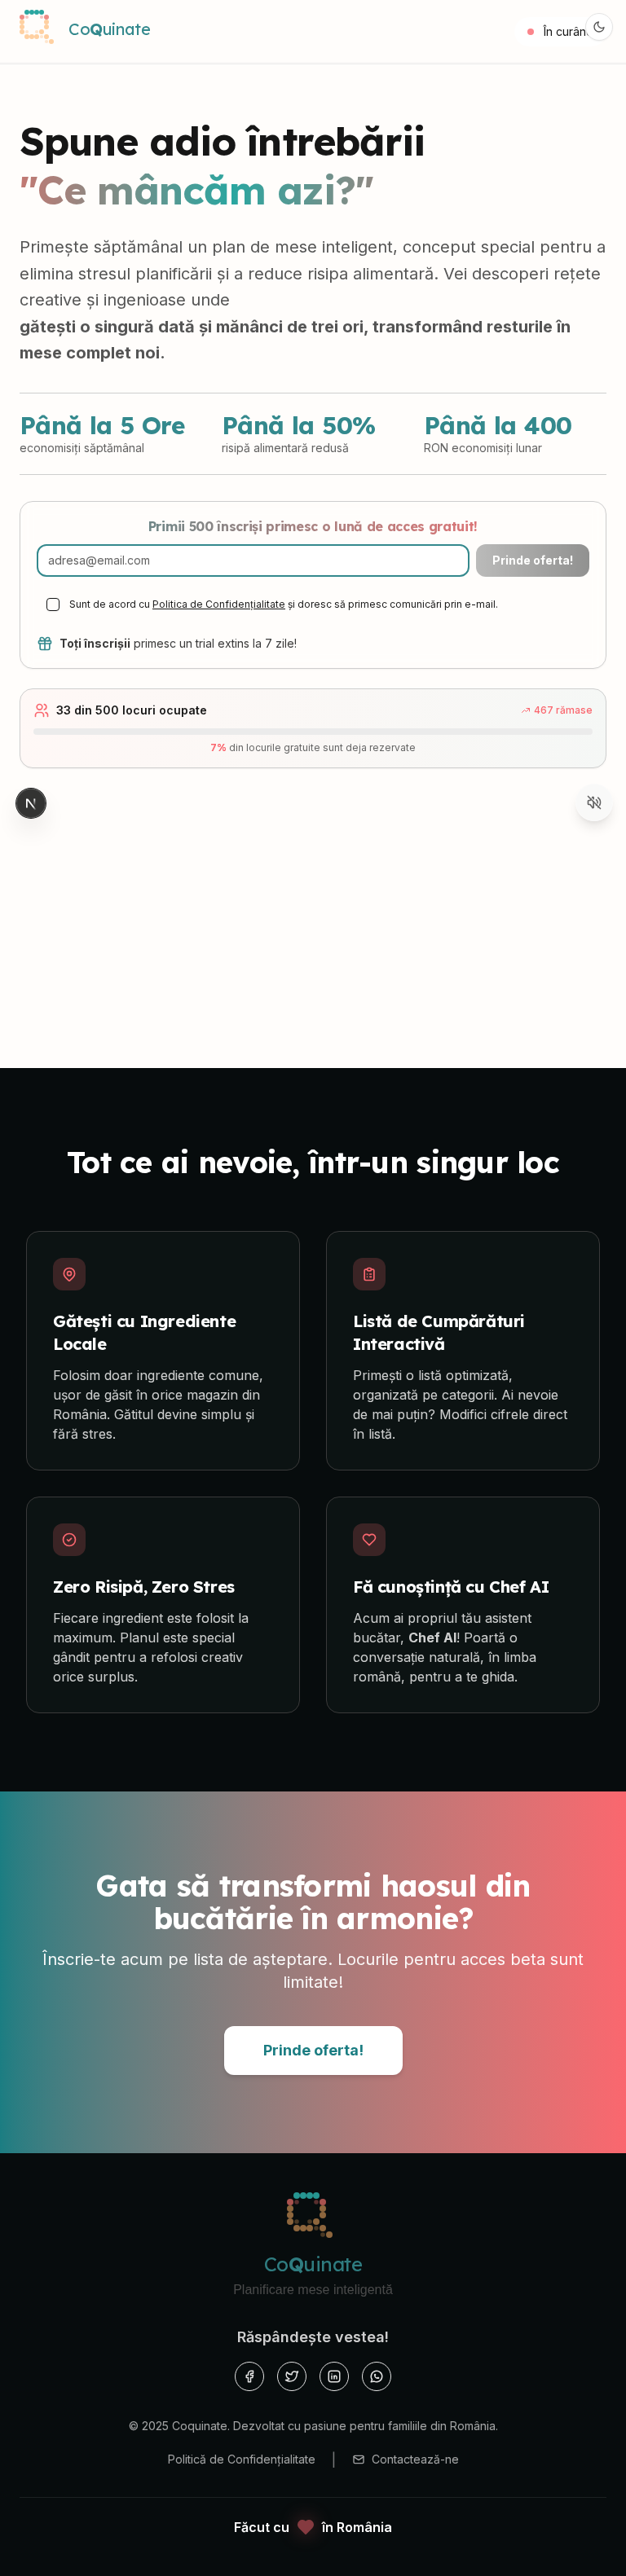 CoQuinate
În curân
Spune adio întrebării
"Ce mâncăm azi?"
Primește săptămânal un plan de mese inteligent, conceput special pentru a
elimina stresul planificării și a reduce risipa alimentară. Vei descoperi rețete
creative și ingenioase unde
gătești o singură dată și mănânci de trei ori, transformând resturile în
mese complet noi.
Până la 5 Ore
economisiți săptămânal
Până la 50%
risipă alimentară redusă
Până la 400
RON economisiți lunar
Primii 500 înscriși primesc o lună de acces gratuit!
adresa@email.com
Prinde oferta!
Sunt de acord cu Politica de Confidențialitate și doresc să primesc comunicări prin e-mail.
Toți înscrișii primesc un trial extins la 7 zile!
33 din 500 locuri ocupate
467 rămase
7% din locurile gratuite sunt deja rezervate
N
Tot ce ai nevoie, într-un singur loc
Gătești cu Ingrediente
Locale
Folosim doar ingrediente comune,
ușor de găsit în orice magazin din
România. Gătitul devine simplu și
fără stres.
Listă de Cumpărături
Interactivă
Primești o listă optimizată,
organizată pe categorii. Ai nevoie
de mai puțin? Modifici cifrele direct
în listă.
Zero Risipă, Zero Stres
Fiecare ingredient este folosit la
maximum. Planul este special
gândit pentru a refolosi creativ
orice surplus.
Fă cunoștință cu Chef AI
Acum ai propriul tău asistent
bucătar, Chef AI! Poartă o
conversație naturală, în limba
română, pentru a te ghida.
Gata să transformi haosul din
bucătărie în armonie?
Înscrie-te acum pe lista de așteptare. Locurile pentru acces beta sunt
limitate!
Prinde oferta!
CoQuinate
Planificare mese inteligentă
Răspândește vestea!
© 2025 Coquinate. Dezvoltat cu pasiune pentru familiile din România.
Politică de Confidențialitate | Contactează-ne
Făcut cu în România